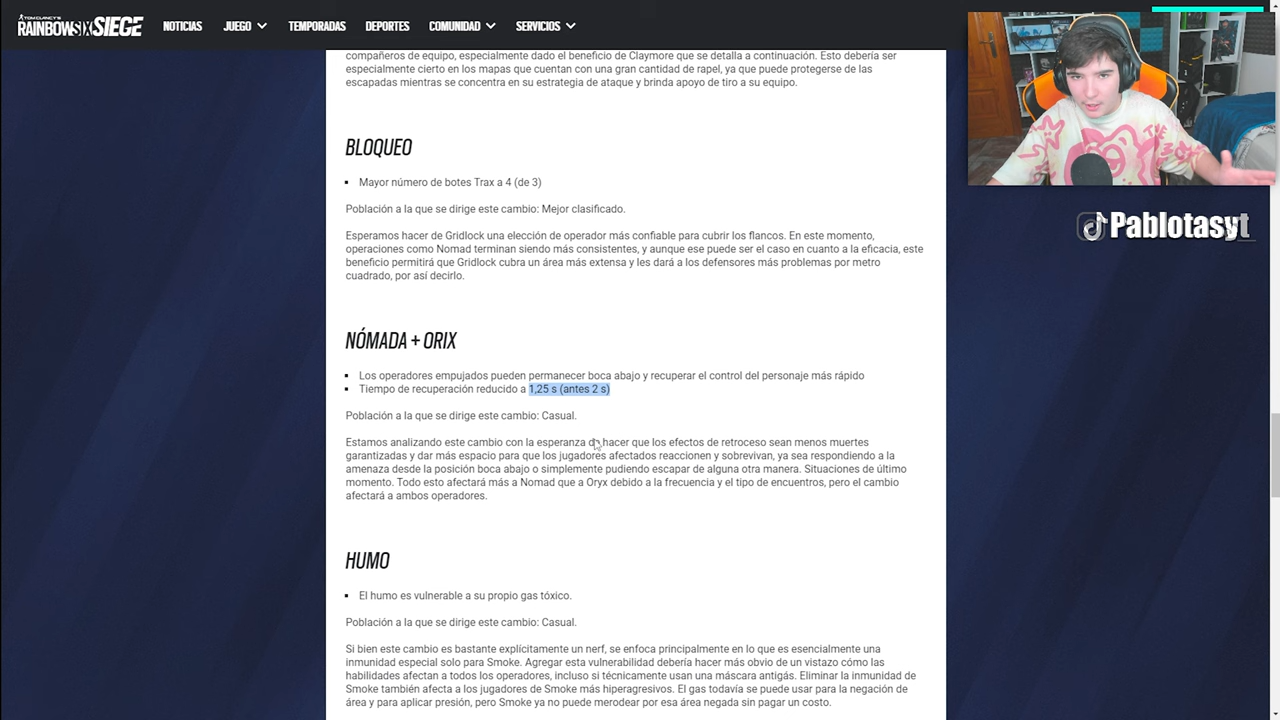 TOM CLANCY'S
RAINBOWSIX SIEGE
NOTICIAS
JUEGO
TEMPORADAS
DEPORTES
COMUNIDAD
SERVICIOS
compañeros de equipo, especialmente dado el beneficio de Claymore que se detalla a continuación. Esto debería ser
especialmente cierto en los mapas que cuentan con una gran cantidad de rapel, ya que puede protegerse de las
escapadas mientras se concentra en su estrategia de ataque y brinda apoyo de tiro a su equipo.
BLOQUEO
▪ Mayor número de botes Trax a 4 (de 3)
Población a la que se dirige este cambio: Mejor clasificado.
Esperamos hacer de Gridlock una elección de operador más confiable para cubrir los flancos. En este momento,
operaciones como Nomad terminan siendo más consistentes, y aunque ese puede ser el caso en cuanto a la eficacia, este
beneficio permitirá que Gridlock cubra un área más extensa y les dará a los defensores más problemas por metro
cuadrado, por así decirlo.
NÓMADA + ORIX
▪ Los operadores empujados pueden permanecer boca abajo y recuperar el control del personaje más rápido
▪ Tiempo de recuperación reducido a 1,25 s (antes 2 s)
Población a la que se dirige este cambio: Casual.
Estamos analizando este cambio con la esperanza de hacer que los efectos de retroceso sean menos muertes
garantizadas y dar más espacio para que los jugadores afectados reaccionen y sobrevivan, ya sea respondiendo a la
amenaza desde la posición boca abajo o simplemente pudiendo escapar de alguna otra manera. Situaciones de último
momento. Todo esto afectará más a Nomad que a Oryx debido a la frecuencia y el tipo de encuentros, pero el cambio
afectará a ambos operadores.
HUMO
▪ El humo es vulnerable a su propio gas tóxico.
Población a la que se dirige este cambio: Casual.
Si bien este cambio es bastante explícitamente un nerf, se enfoca principalmente en lo que es esencialmente una
inmunidad especial solo para Smoke. Agregar esta vulnerabilidad debería hacer más obvio de un vistazo cómo las
habilidades afectan a todos los operadores, incluso si técnicamente usan una máscara antigás. Eliminar la inmunidad de
Smoke también afecta a los jugadores de Smoke más hiperagresivos. El gas todavía se puede usar para la negación de
área y para aplicar presión, pero Smoke ya no puede merodear por esa área negada sin pagar un costo.
Pablotasyt_